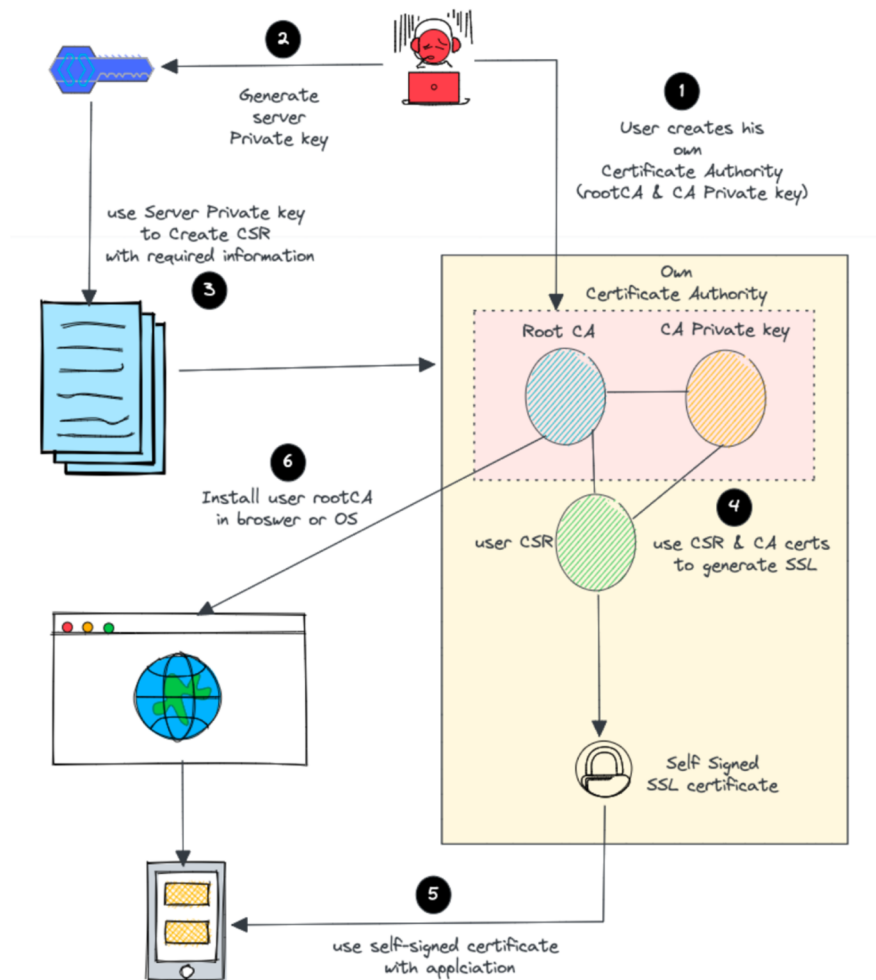 2
Generate
server
Private key
1
User creates his
own
Certificate Authority
(rootCA & CA Private key)
use Server Private key
to Create CSR
with required information
3
Own
Certificate Authority
Root CA
CA Private key
6
Install user rootCA
in broswer or OS
4
user CSR
use CSR & CA certs
to generate SSL
Self Signed
SSL certificate
5
use self-signed certificate
with applciation